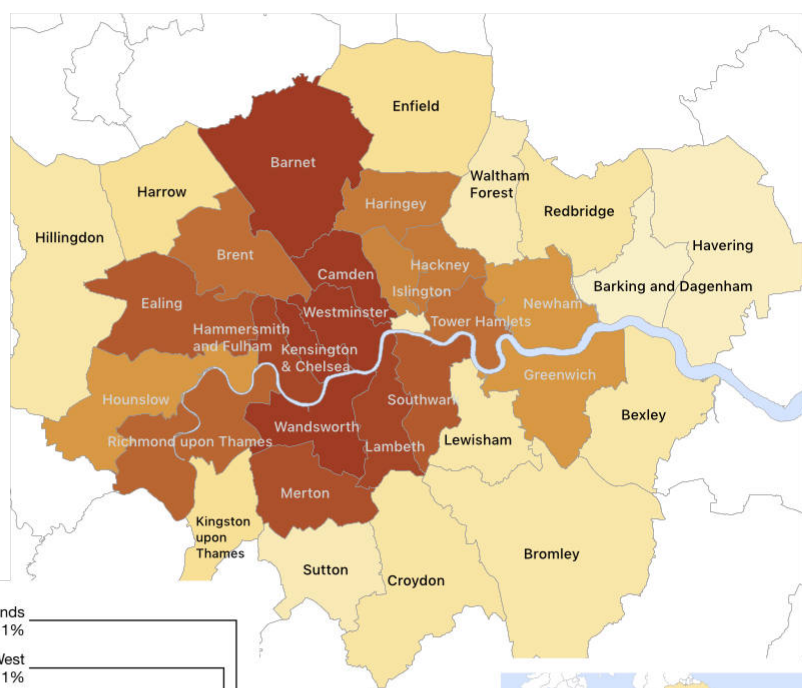 Enfield
Barnet
Waltham
Forest
Harrow
Haringey
Redbridge
Hillingdon
Havering
Brent
Hackney
Camden
Barking and Dagenham
Islington
Ealing
Newham
Westminster
Tower Hamlets
Hammersmith
and Fulham
Kensington
& Chelsea
Greenwich
Hounslow
Southwark
Bexley
Wandsworth
Richmond upon Thames
Lewisham
Lambeth
Merton
Kingston
upon
Thames
Bromley
Sutton
Croydon
nds
1%
West
1%